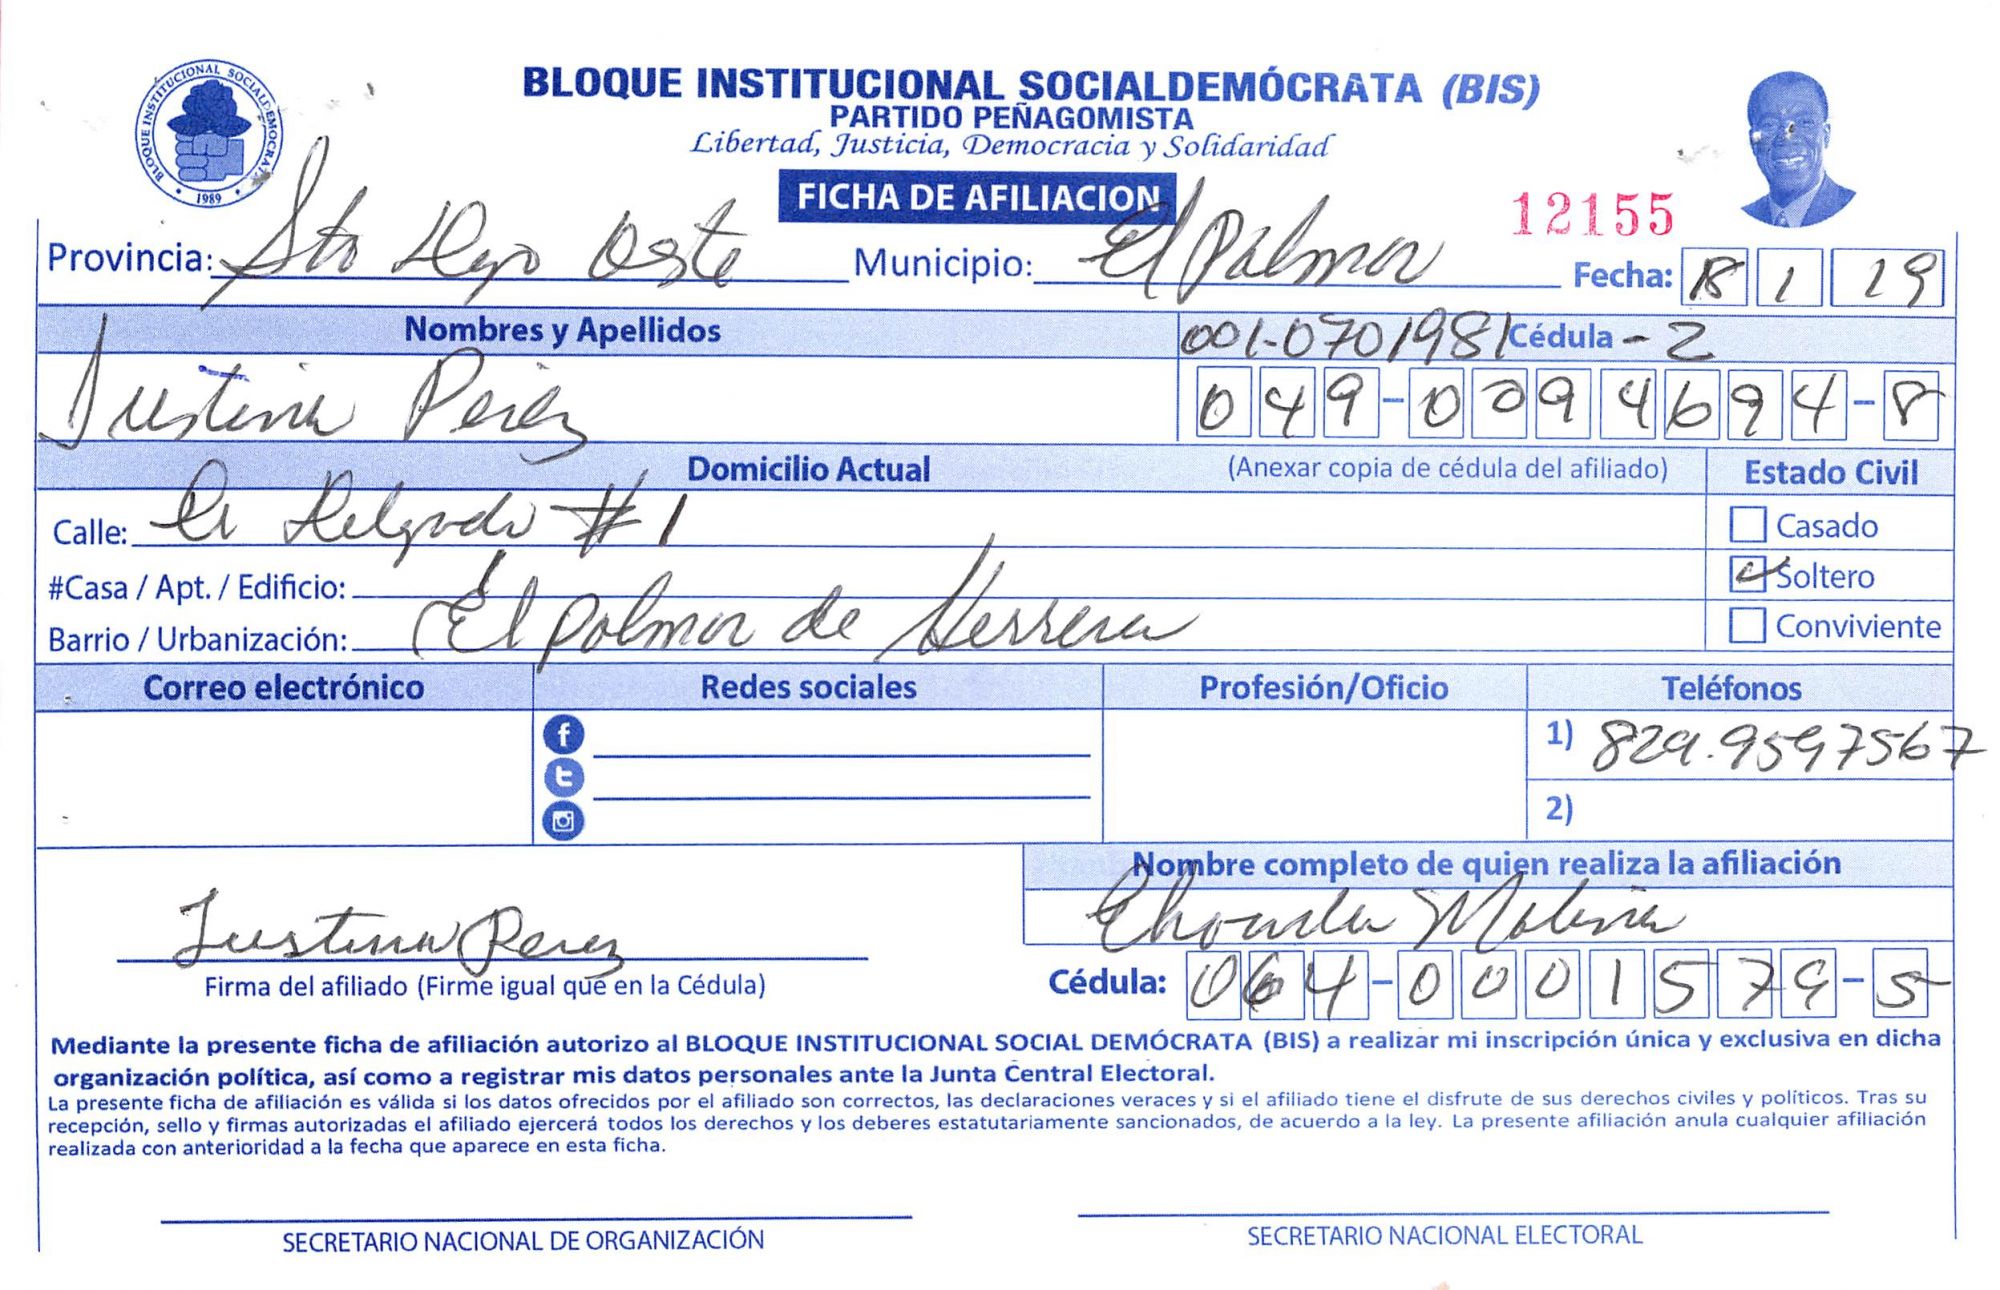 BLOQUE INSTITUCIONAL SOCIALDEMÓCRATA (BIS)
PARTIDO PEÑAGOMISTA
Libertad, Justicia, Democracia y Solidaridad
BLOQUE INSTITUCIONAL SOCIALDEMOCRATA
1989
FICHA DE AFILIACION
12155
Provincia: Sto Dgo Oste Municipio: El Palmar Fecha: 18 1 19
Nombres y Apellidos 001-0701981 Cédula - 2
Justina Perez 049-0094694-8
Domicilio Actual (Anexar copia de cédula del afiliado) Estado Civil
Calle: Delgado #1 Casado
#Casa / Apt. / Edificio: Soltero
Barrio / Urbanización: El palmar de Herrera Conviviente
Correo electrónico Redes sociales Profesión/Oficio Teléfonos
1) 829.9597567
2)
Nombre completo de quien realiza la afiliación
Justina Perez Molina
Firma del afiliado (Firme igual que en la Cédula) Cédula: 064-0001579-5
Mediante la presente ficha de afiliación autorizo al BLOQUE INSTITUCIONAL SOCIAL DEMÓCRATA (BIS) a realizar mi inscripción única y exclusiva en dicha
organización política, así como a registrar mis datos personales ante la Junta Central Electoral.
La presente ficha de afiliación es válida si los datos ofrecidos por el afiliado son correctos, las declaraciones veraces y si el afiliado tiene el disfrute de sus derechos civiles y políticos. Tras su
recepción, sello y firmas autorizadas el afiliado ejercerá todos los derechos y los deberes estatutariamente sancionados, de acuerdo a la ley. La presente afiliación anula cualquier afiliación
realizada con anterioridad a la fecha que aparece en esta ficha.
SECRETARIO NACIONAL DE ORGANIZACIÓN SECRETARIO NACIONAL ELECTORAL